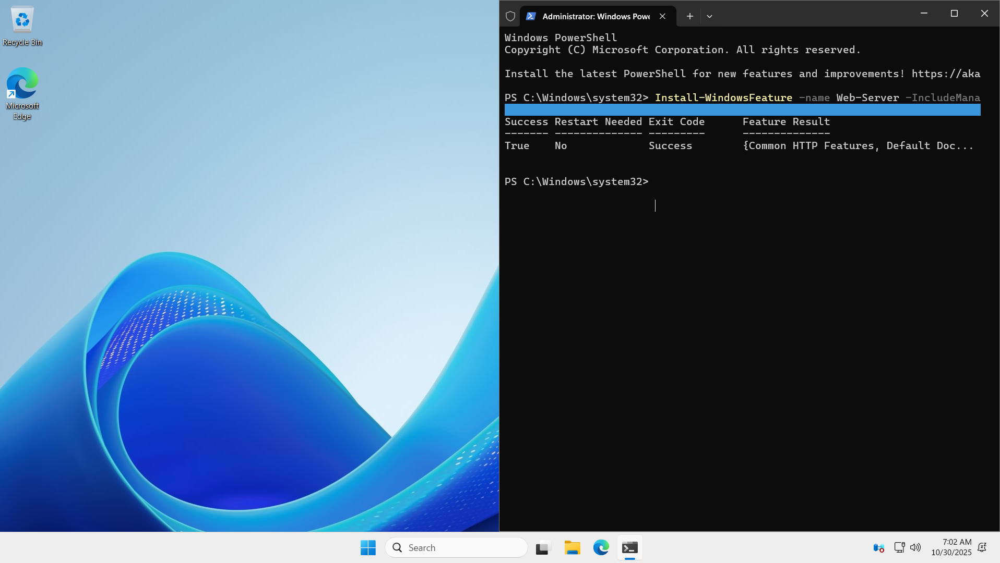 Recycle Bin
Microsoft
Edge
Administrator: Windows Powe
Windows PowerShell
Copyright (C) Microsoft Corporation. All rights reserved.
Install the latest PowerShell for new features and improvements! https://aka
PS C:\Windows\system32> Install-WindowsFeature -name Web-Server -IncludeMana
Success Restart Needed Exit Code      Feature Result
------- -------------- ---------      --------------
True    No             Success        {Common HTTP Features, Default Doc...
PS C:\Windows\system32>
Search
7:02 AM
10/30/2025